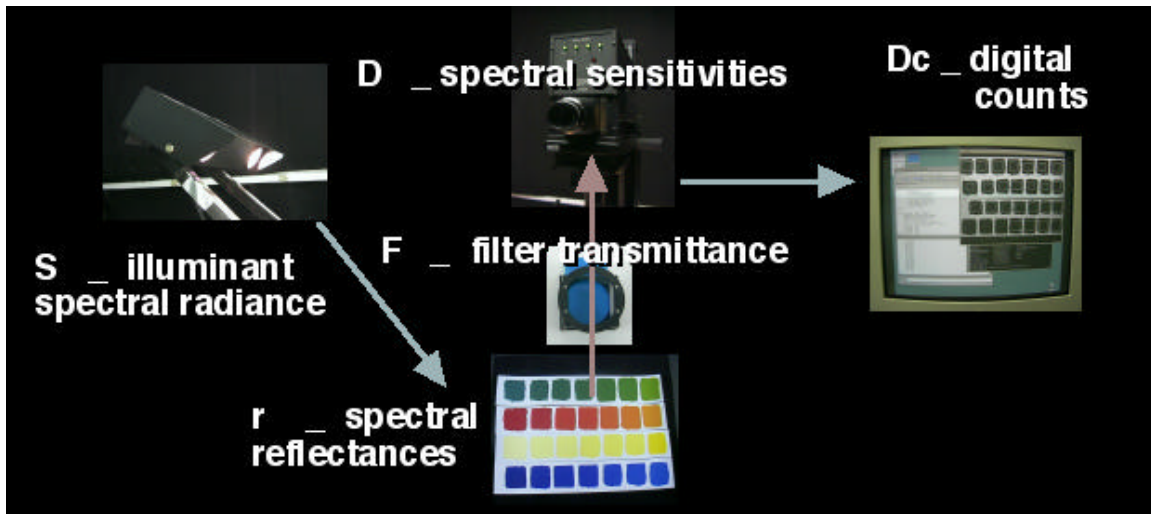 D _ spectral sensitivities
Dc _ digital
counts
F _ filter transmittance
S _ illuminant
spectral radiance
r _ spectral
reflectances